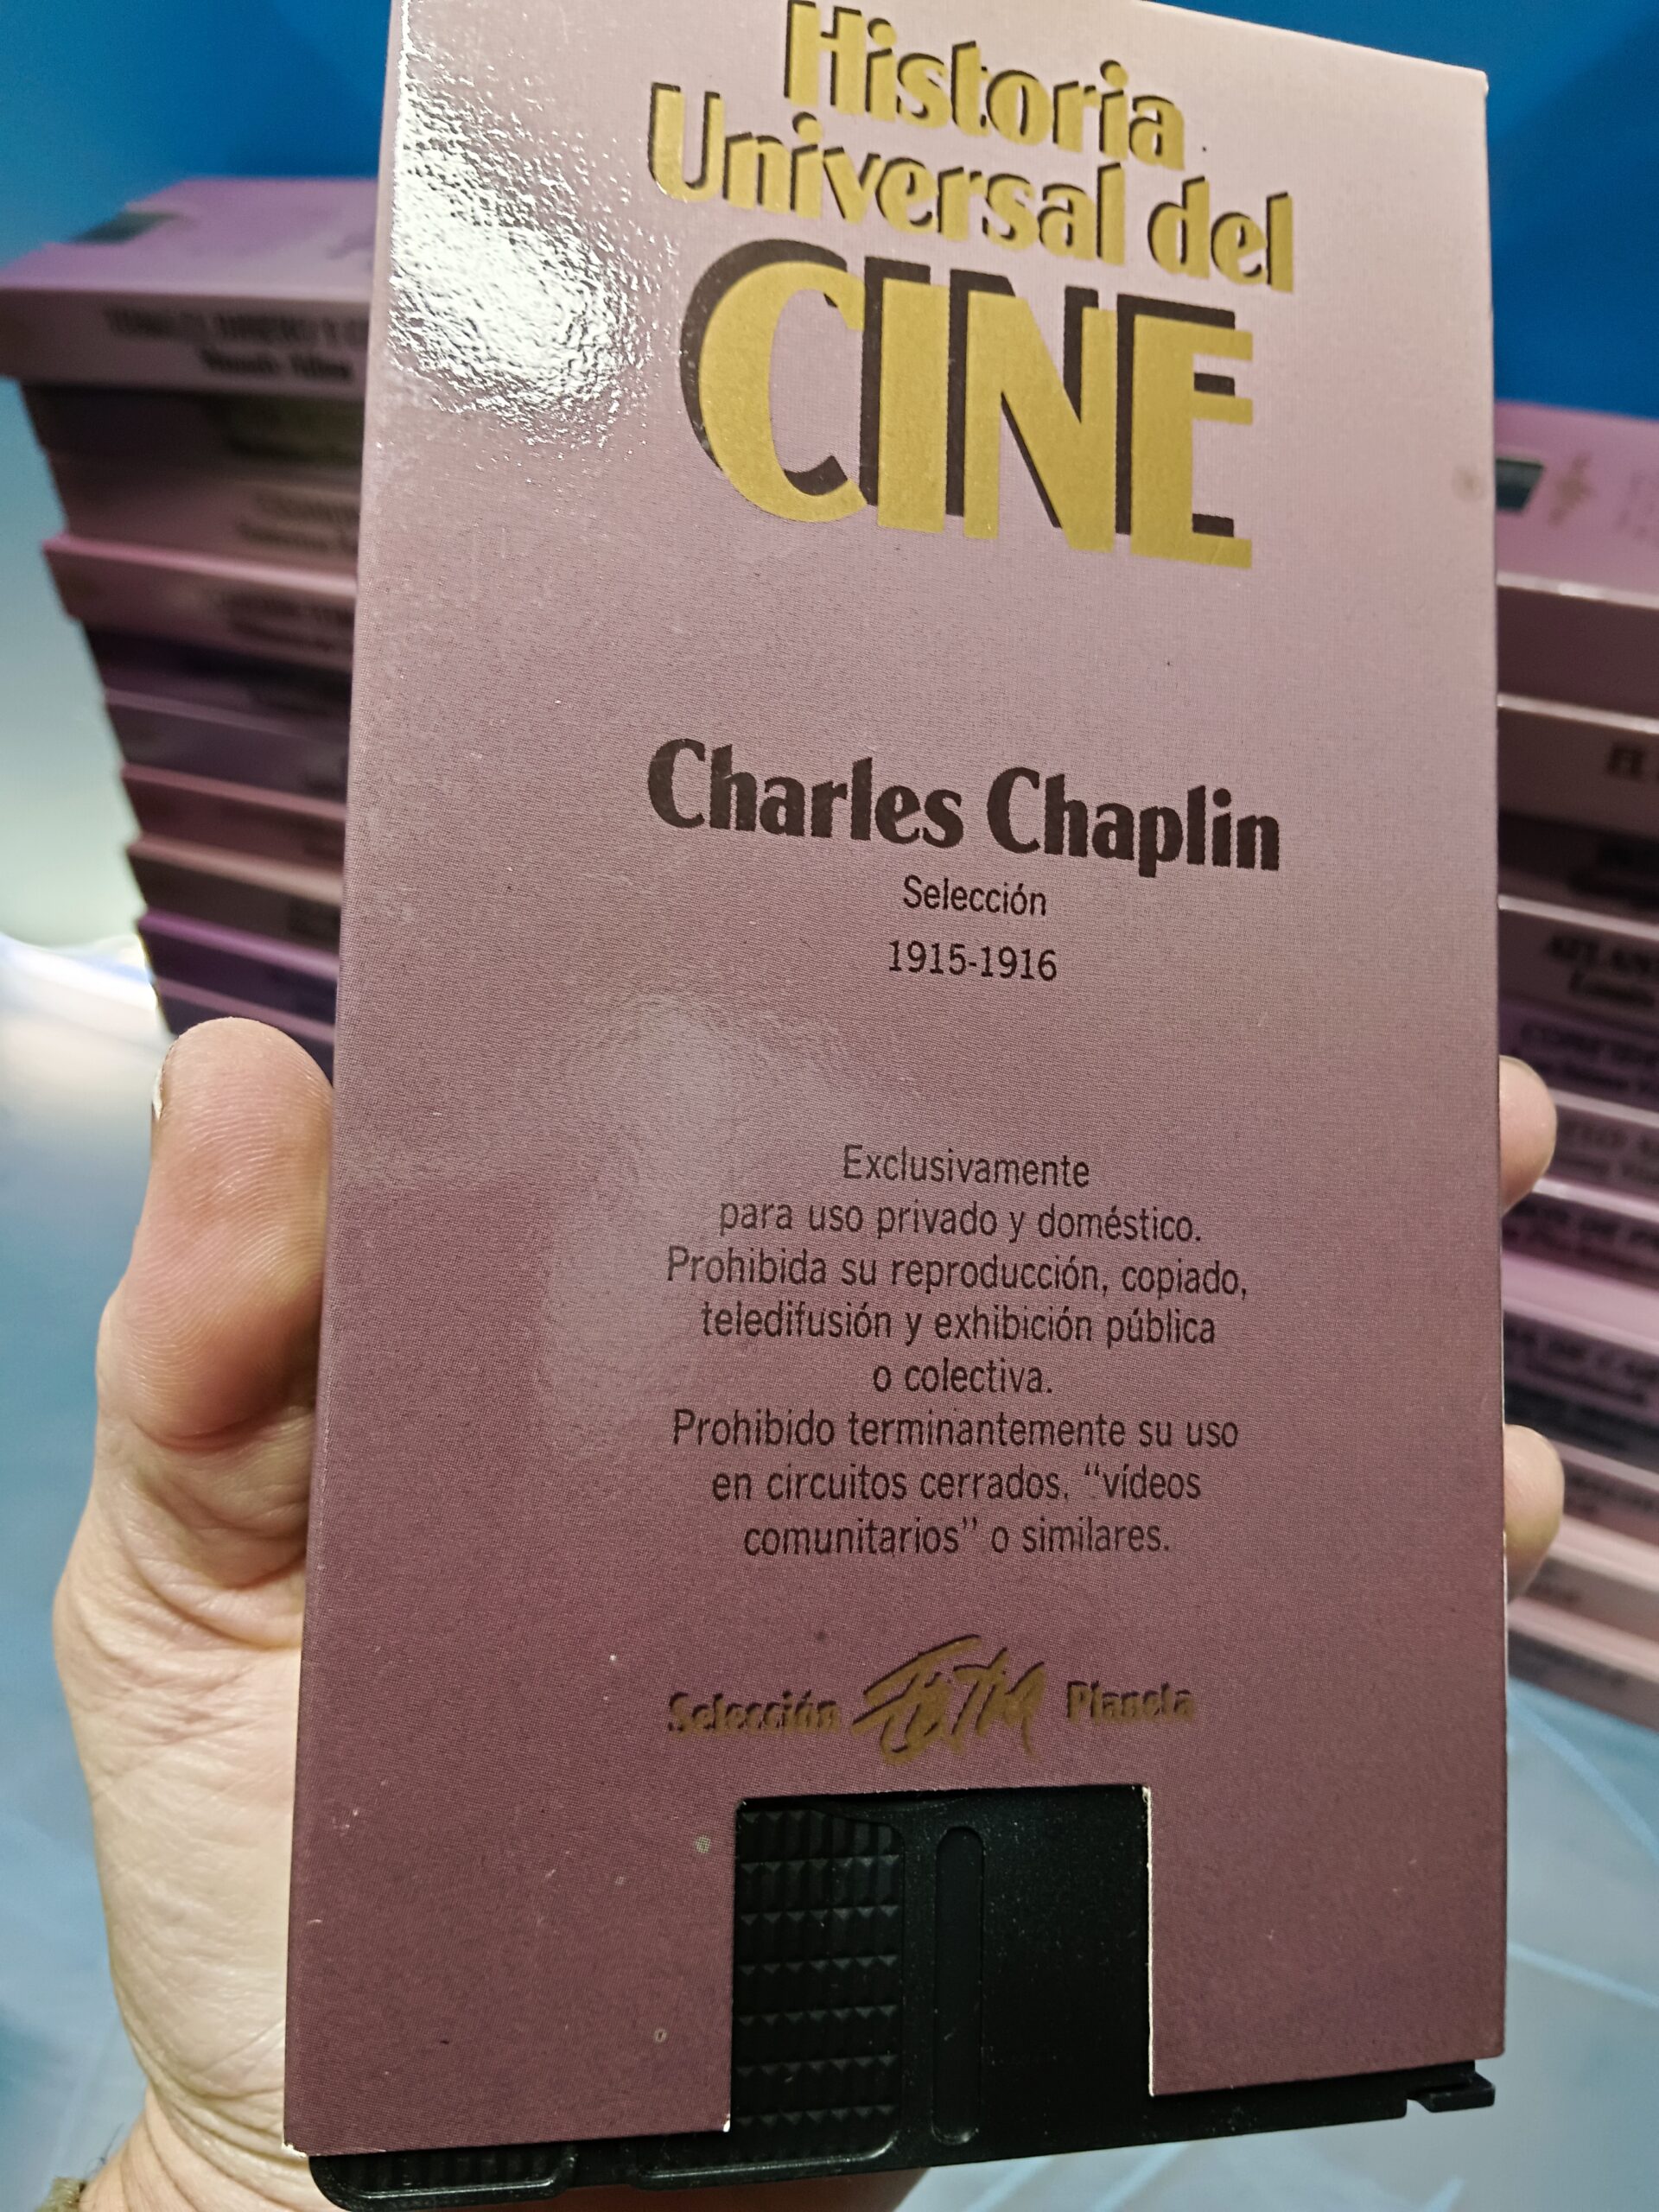 Historia
Universal del
CINE
Charles Chaplin
Selección
1915-1916
Exclusivamente
para uso privado y doméstico.
Prohibida su reproducción, copiado,
teledifusión y exhibición pública
o colectiva.
Prohibido terminantemente su uso
en circuitos cerrados, “vídeos
comunitarios” o similares.
Selección Planeta